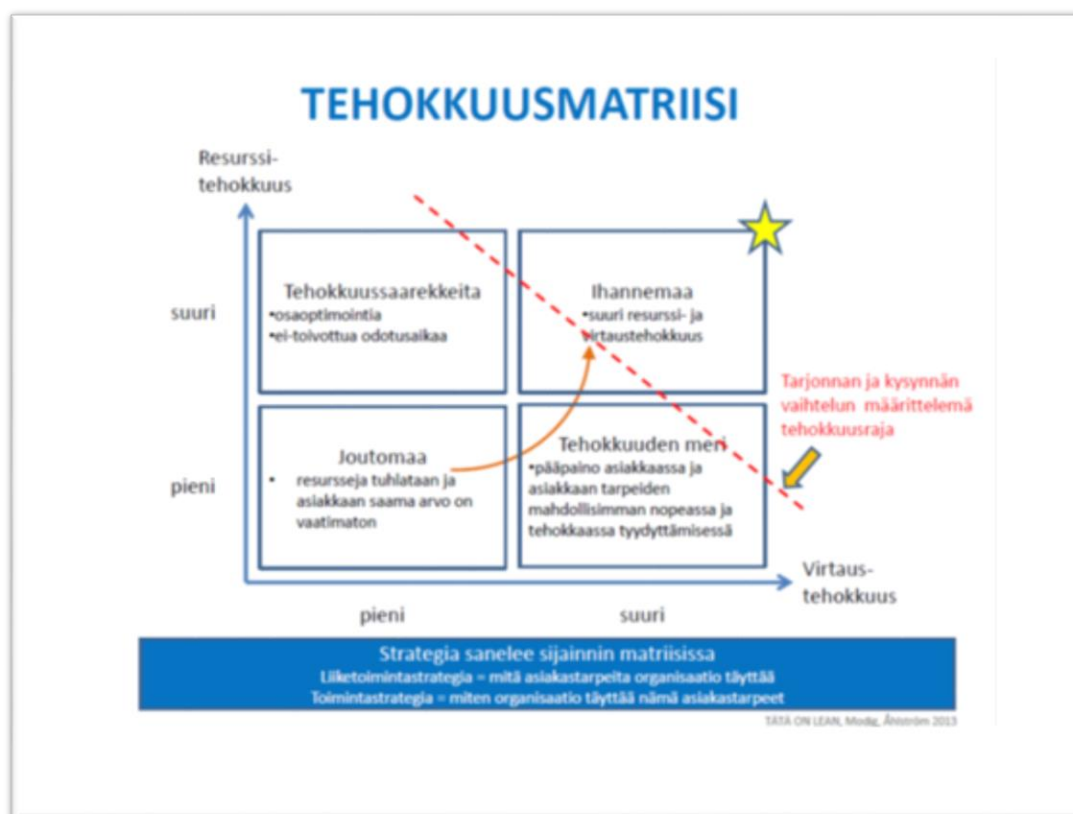 TEHOKKUUSMATRIISI
Resurssi-
tehokkuus
suuri
Tehokkuussaarekkeita
•osaoptimointia
•ei-toivottua odotusaikaa
Ihannemaa
•suuri resurssi- ja
virtaustehokkuus
Tarjonnan ja kysynnän
vaihtelun määrittelemä
tehokkuusraja
pieni
Joutomaa
• resursseja tuhlataan ja
asiakkaan saama arvo on
vaatimaton
Tehokkuuden meri
•pääpaino asiakkaassa ja
asiakkaan tarpeiden
mahdollisimman nopeassa ja
tehokkaassa tyydyttämisessä
Virtaus-
tehokkuus
pieni
suuri
Strategia sanelee sijainnin matriisissa
Liiketoimintastrategia = mitä asiakastarpeita organisaatio täyttää
Toimintastrategia = miten organisaatio täyttää nämä asiakastarpeet
TÄTÄ ON LEAN, Modig, Åhlström 2013